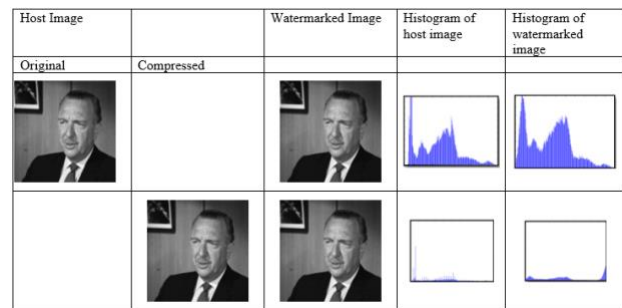 Host Image
Watermarked Image
Histogram of
host image
Histogram of
watermarked
image
Original
Compressed